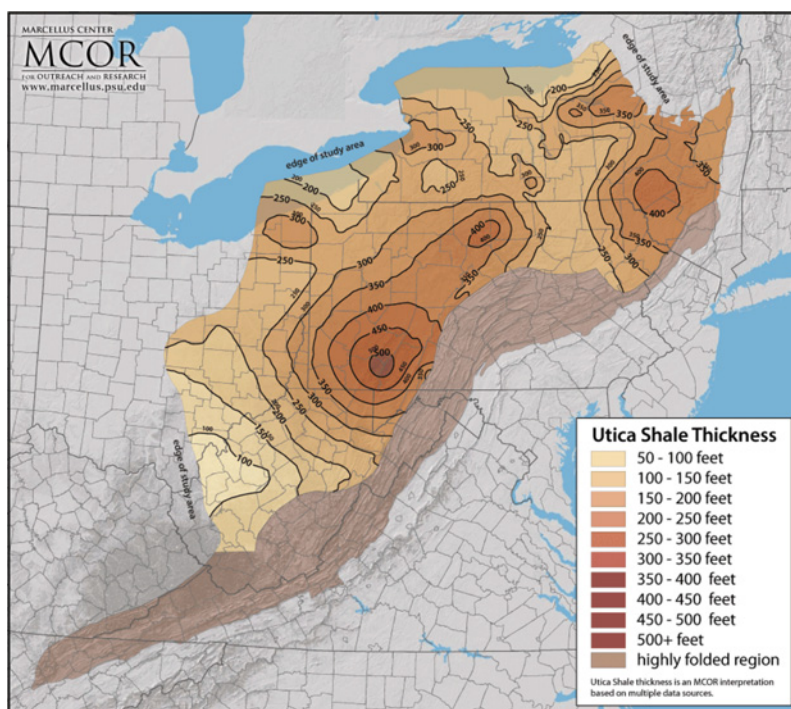 MARCELLUS CENTER
MCOR
FOR OUTREACH AND RESEARCH
www.marcellus.psu.edu
edge of study area
edge of study area
edge of study area
200
200
250
350
250
300
250
350
400
400
350
300
300
250
200
250
300
250
400
300
350
350
400
450
500
350
300
250
200
150
100
100
Utica Shale Thickness
50 - 100 feet
100 - 150 feet
150 - 200 feet
200 - 250 feet
250 - 300 feet
300 - 350 feet
350 - 400 feet
400 - 450 feet
450 - 500 feet
500+ feet
highly folded region
Utica Shale thickness is an MCOR interpretation
based on multiple data sources.